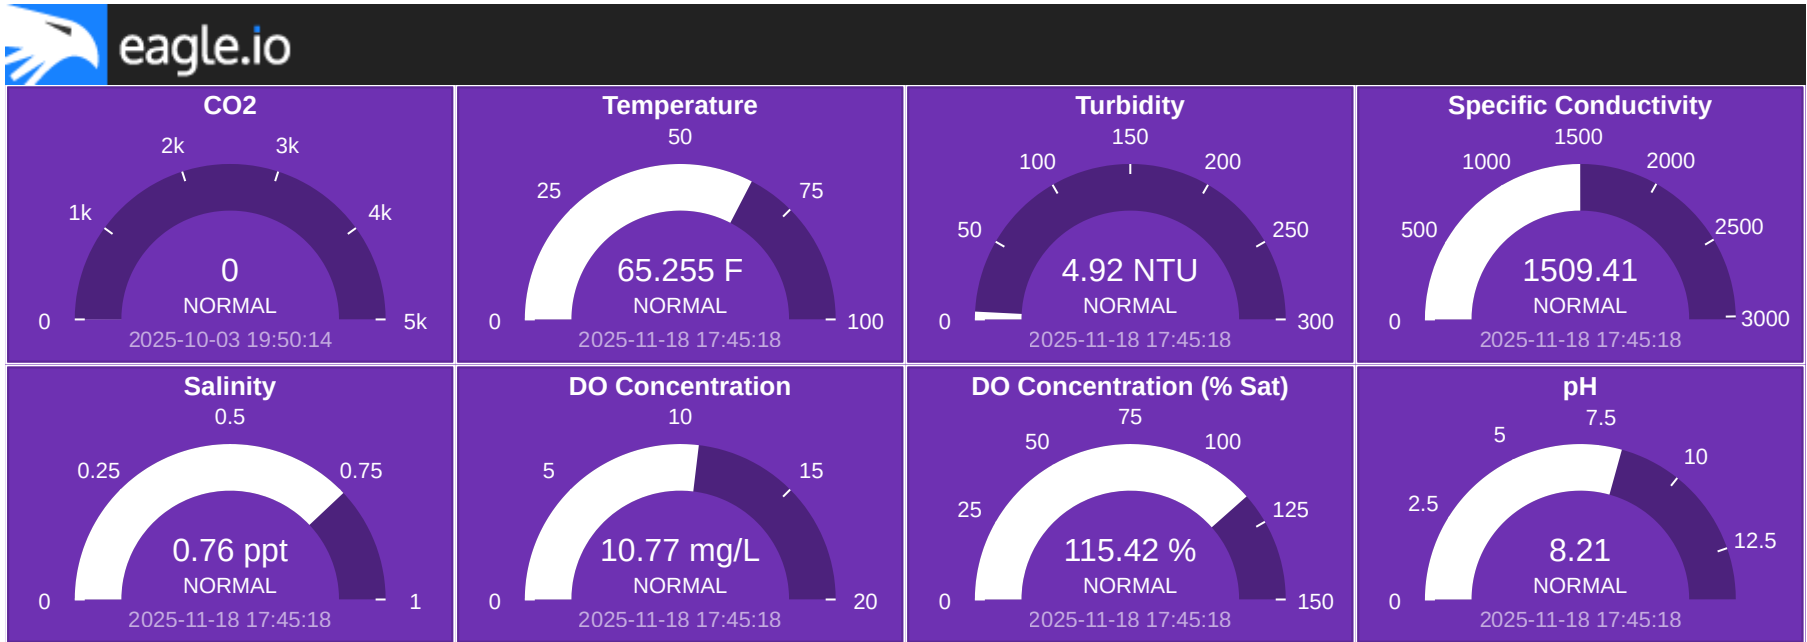 eagle.io
CO2
0
1k
2k
3k
4k
5k
0
NORMAL
2025-10-03 19:50:14
Temperature
0
25
50
75
100
65.255 F
NORMAL
2025-11-18 17:45:18
Turbidity
0
50
100
150
200
250
300
4.92 NTU
NORMAL
2025-11-18 17:45:18
Specific Conductivity
0
500
1000
1500
2000
2500
3000
1509.41
NORMAL
2025-11-18 17:45:18
Salinity
0
0.25
0.5
0.75
1
0.76 ppt
NORMAL
2025-11-18 17:45:18
DO Concentration
0
5
10
15
20
10.77 mg/L
NORMAL
2025-11-18 17:45:18
DO Concentration (% Sat)
0
25
50
75
100
125
150
115.42 %
NORMAL
2025-11-18 17:45:18
pH
0
2.5
5
7.5
10
12.5
8.21
NORMAL
2025-11-18 17:45:18